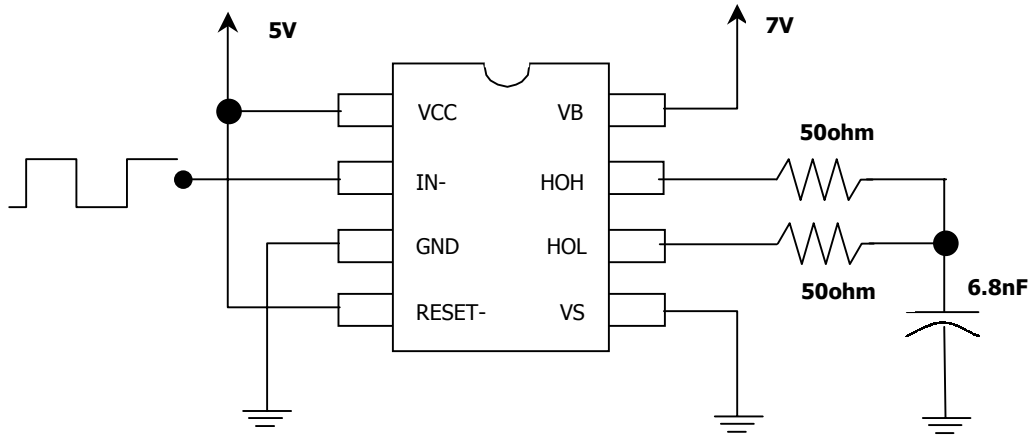 5V
7V
VCC
VB
50ohm
IN-
HOH
GND
HOL
50ohm
6.8nF
RESET-
VS